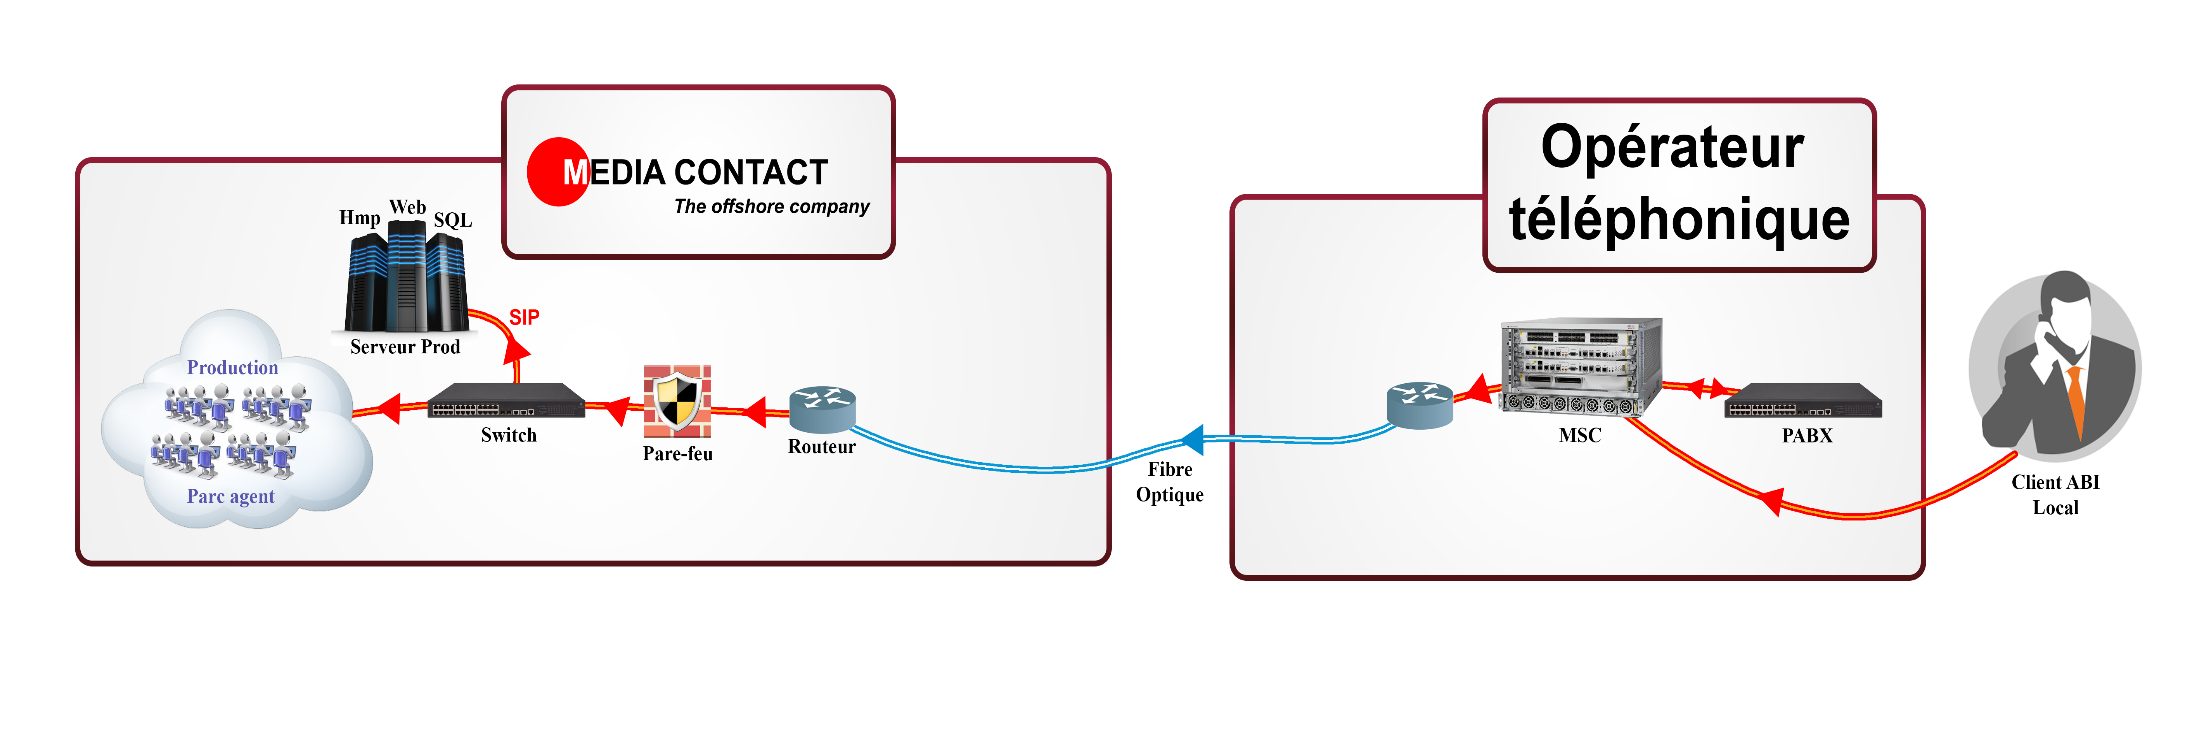 MEDIA CONTACT
The offshore company
Opérateur
téléphonique
Hmp
Web
SQL
SIP
Serveur Prod
Production
Parc agent
Switch
Pare-feu
Routeur
Fibre
Optique
MSC
PABX
Client ABI
Local